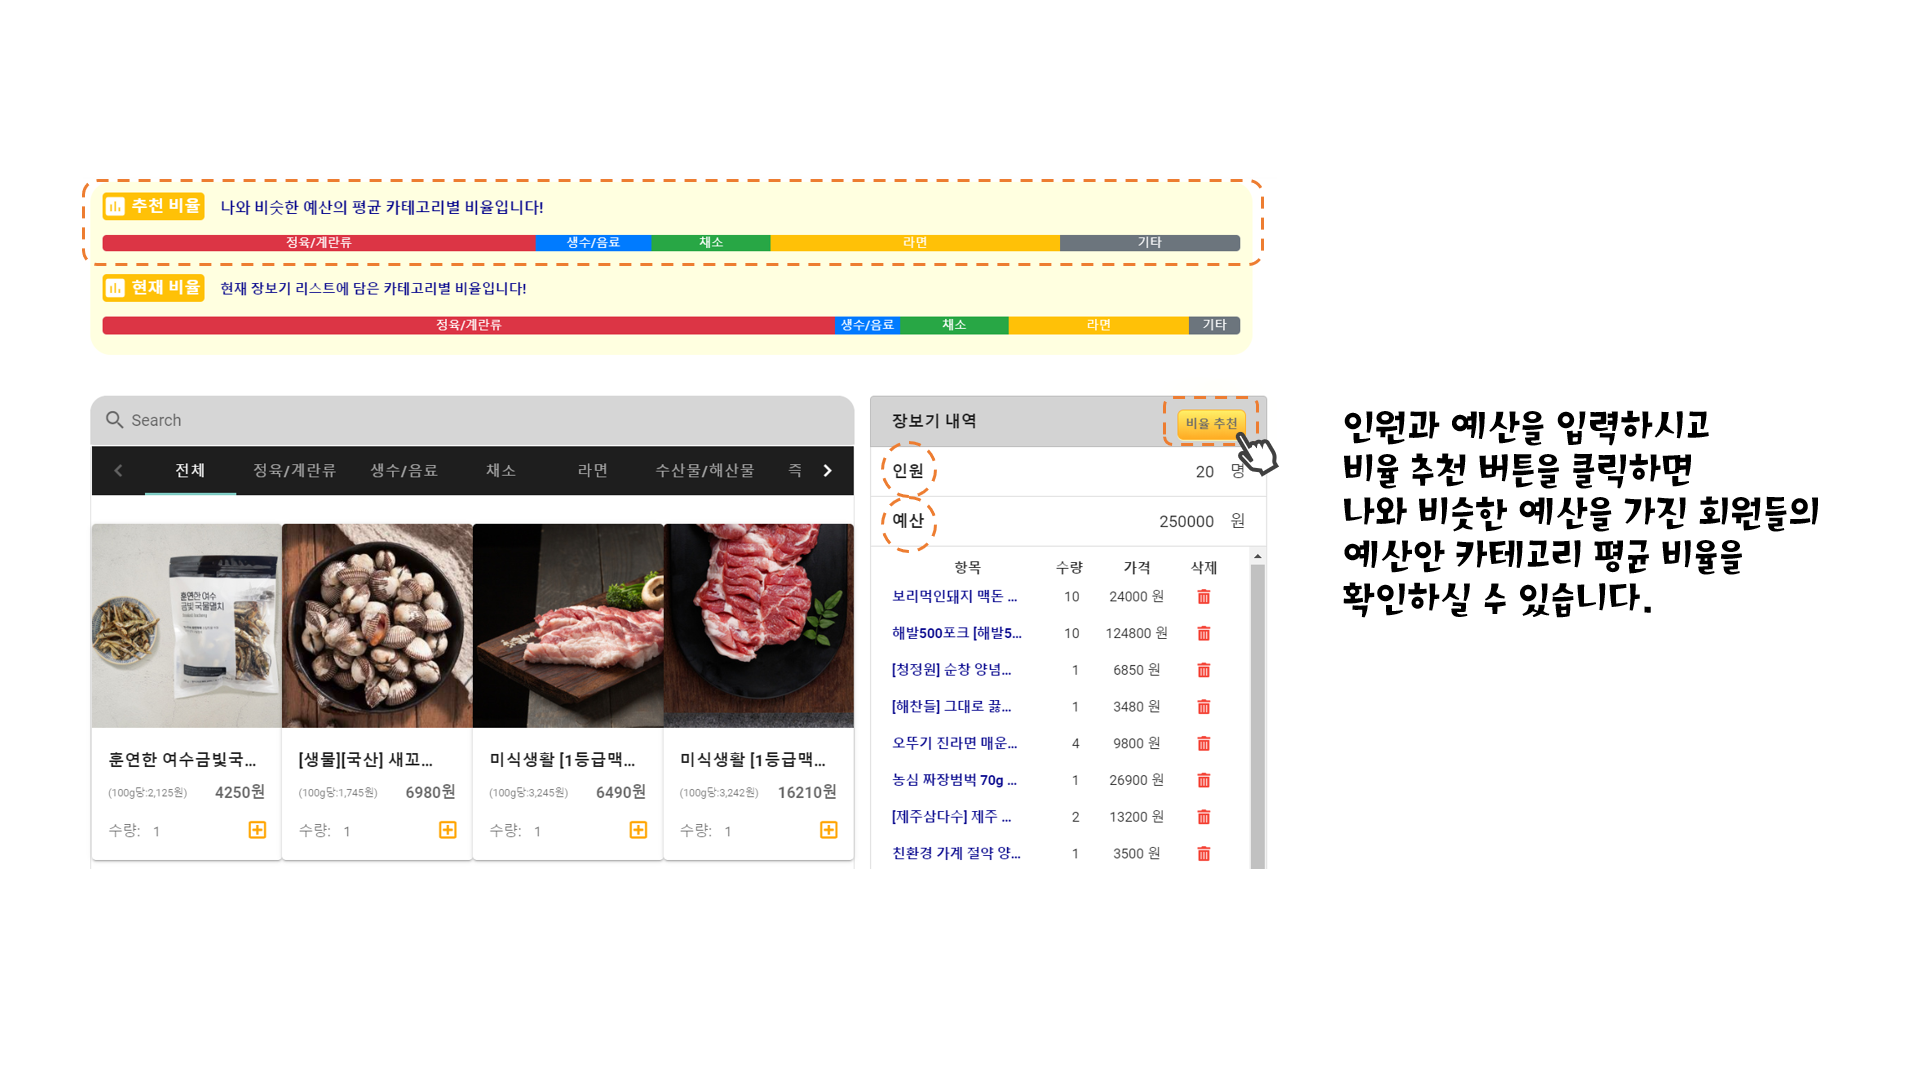 추천 비율 나와 비슷한 예산의 평균 카테고리별 비율입니다!
정육/계란류 생수/음료 채소 라면 기타
현재 비율 현재 장보기 리스트에 담은 카테고리별 비율입니다!
정육/계란류 생수/음료 채소 라면 기타
Search
전체 정육/계란류 생수/음료 채소 라면 수산물/해산물 즉
훈연한 여수
금빛 국물멸치
훈연한 여수금빛국...
(100g당:2,125원) 4250원
수량: 1
[생물][국산] 새꼬...
(100g당:1,745원) 6980원
수량: 1
미식생활 [1등급맥...
(100g당:3,245원) 6490원
수량: 1
미식생활 [1등급맥...
(100g당:3,242원) 16210원
수량: 1
장보기 내역 비율 추천
인원 20 명
예산 250000 원
항목 수량 가격 삭제
보리먹인돼지 맥돈 ... 10 24000 원
해발500포크 [해발5... 10 124800 원
[청정원] 순창 양념... 1 6850 원
[해찬들] 그대로 끓... 1 3480 원
오뚜기 진라면 매운... 4 9800 원
농심 짜장범벅 70g ... 1 26900 원
[제주삼다수] 제주 ... 2 13200 원
친환경 가계 절약 양... 1 3500 원
인원과 예산을 입력하시고
비율 추천 버튼을 클릭하면
나와 비슷한 예산을 가진 회원들의
예산안 카테고리 평균 비율을
확인하실 수 있습니다.